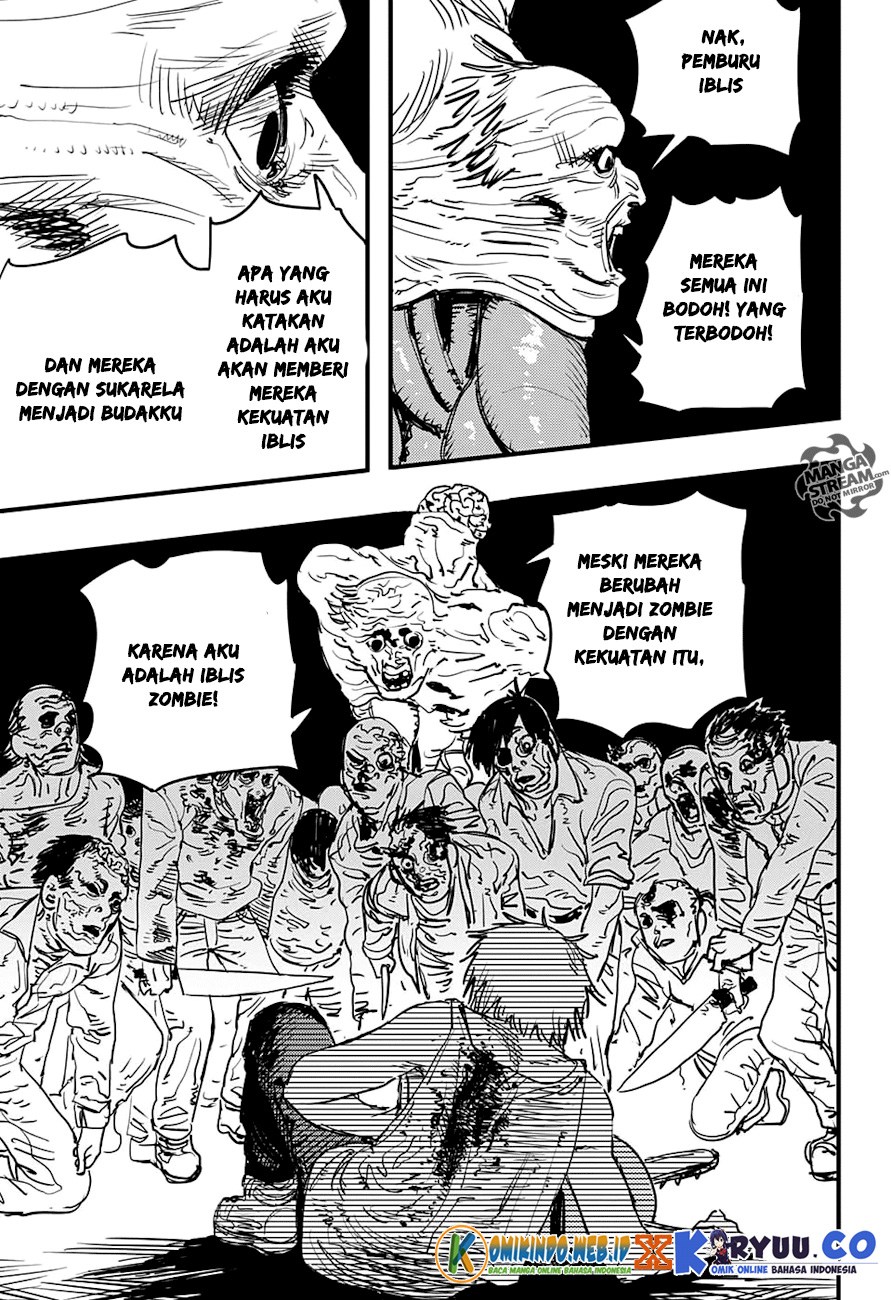 NAK,
PEMBURU
IBLIS
MEREKA
SEMUA INI
BODOH! YANG
TERBODOH!
APA YANG
HARUS AKU
KATAKAN
ADALAH AKU
AKAN MEMBERI
MEREKA
KEKUATAN
IBLIS
DAN MEREKA
DENGAN SUKARELA
MENJADI BUDAKKU
MANGA
STREAM.com
DO NOT MIRROR
MESKI MEREKA
BERUBAH
MENJADI ZOMBIE
DENGAN
KEKUATAN ITU,
KARENA AKU
ADALAH IBLIS
ZOMBIE!
KOMIKINDO.WEB.ID
BACA MANGA ONLINE BAHASA INDONESIA
X
KIRYUU.CO
OMIK ONLINE BAHASA INDONESIA